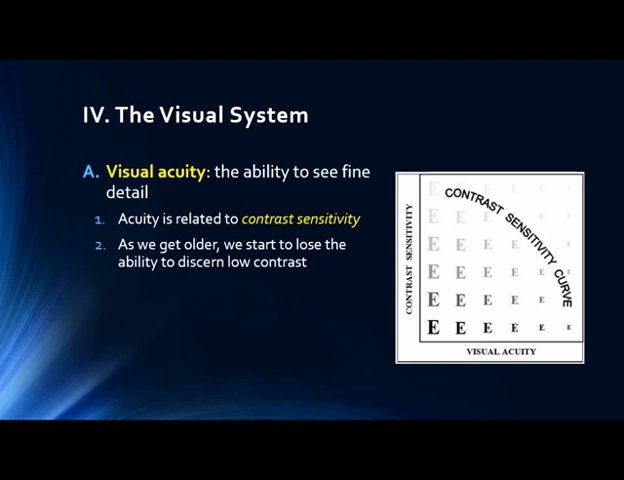 IV. The Visual System
A. Visual acuity: the ability to see fine
detail
1. Acuity is related to contrast sensitivity
2. As we get older, we start to lose the
ability to discern low contrast
CONTRAST SENSITIVITY
CONTRAST SENSITIVITY CURVE
E
E E
E E E
E E E E E
E E E E E E
E E E E E E
VISUAL ACUITY